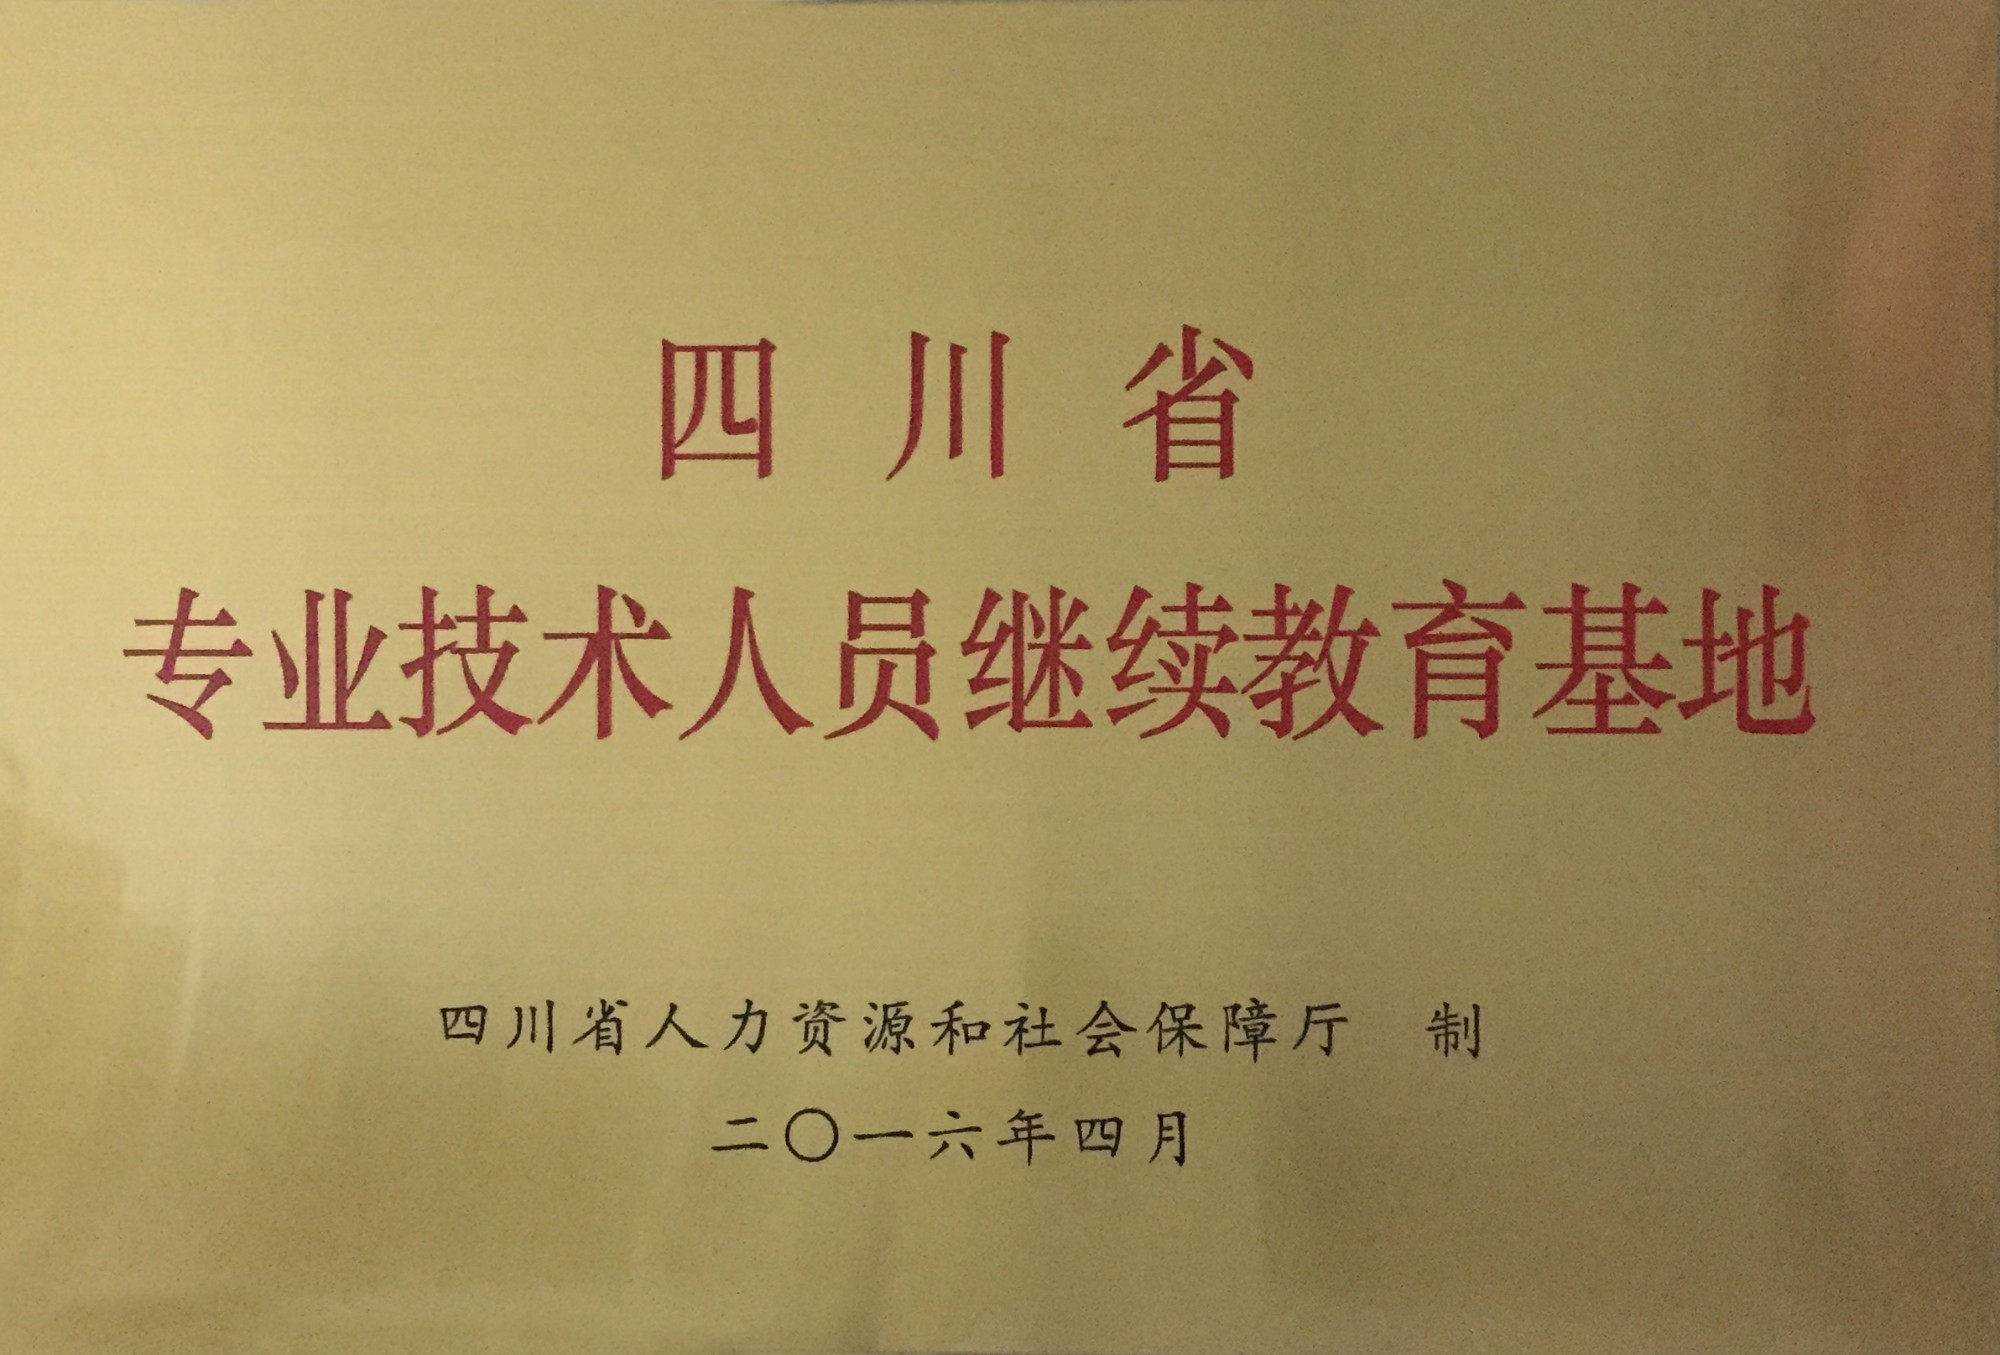 四川省
专业技术人员继续教育基地
四川省人力资源和社会保障厅 制
二〇一六年四月